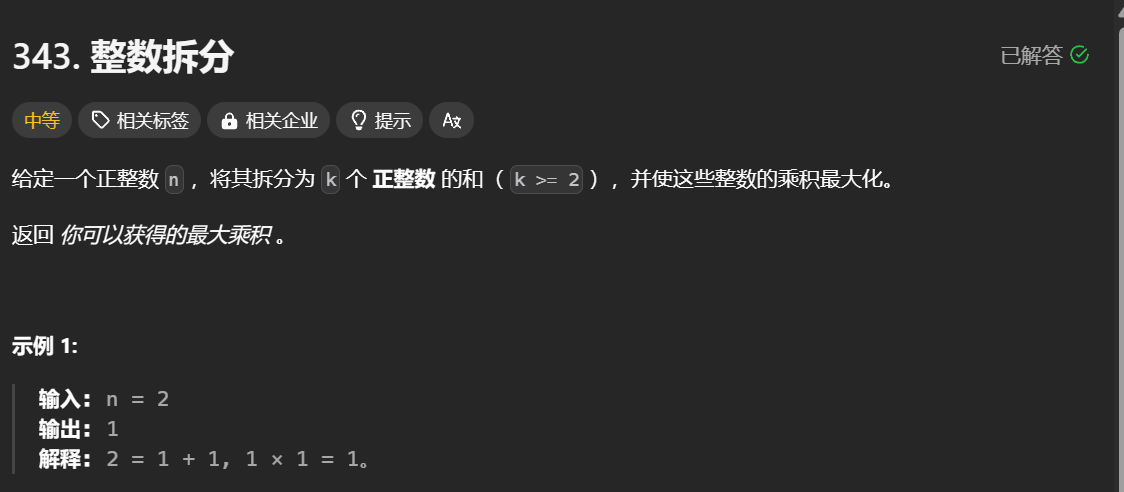 343. 整数拆分
已解答
中等 相关标签 相关企业 提示 Ax
给定一个正整数 n ，将其拆分为 k 个 正整数 的和（ k >= 2 ），并使这些整数的乘积最大化。
返回 你可以获得的最大乘积 。
示例 1:
输入: n = 2
输出: 1
解释: 2 = 1 + 1, 1 × 1 = 1。